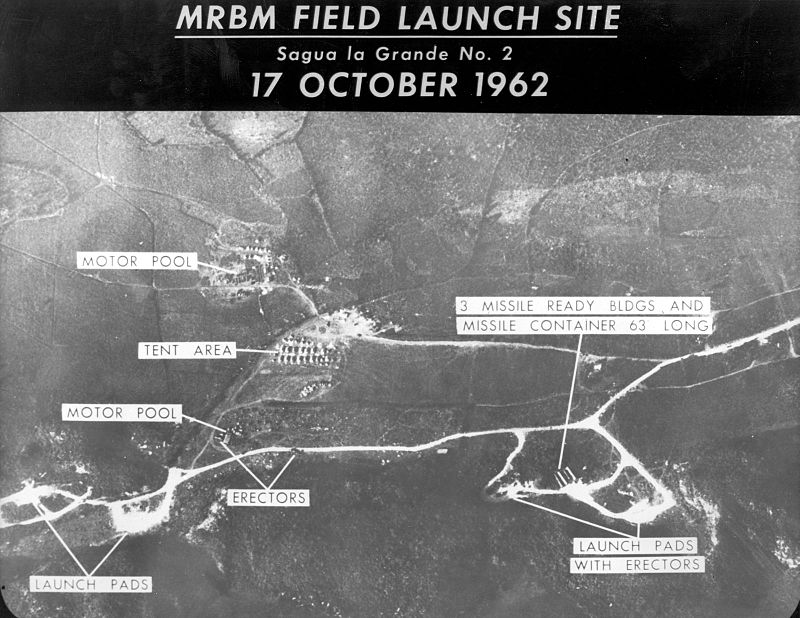 MRBM FIELD LAUNCH SITE
Sagua la Grande No. 2
17 OCTOBER 1962
MOTOR POOL
3 MISSILE READY BLDGS, AND
MISSILE CONTAINER 63 LONG
TENT AREA
MOTOR POOL
ERECTORS
LAUNCH PADS
WITH ERECTORS
LAUNCH PADS